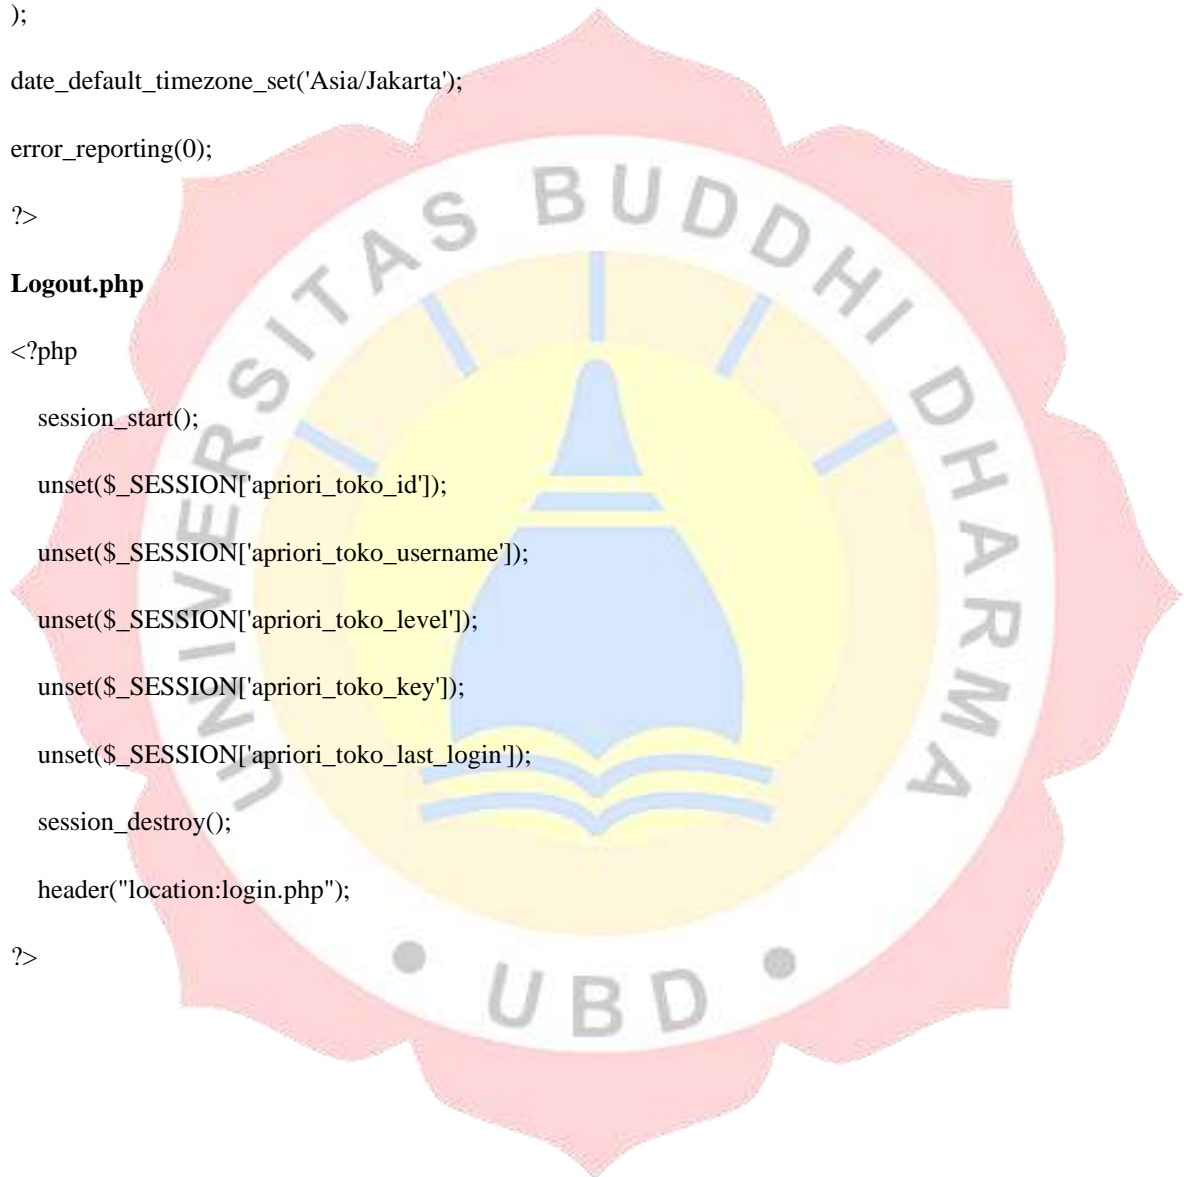 );
date_default_timezone_set('Asia/Jakarta');
error_reporting(0);
?>
Logout.php
<?php
session_start();
unset($_SESSION['apriori_toko_id']);
unset($_SESSION['apriori_toko_username']);
unset($_SESSION['apriori_toko_level']);
unset($_SESSION['apriori_toko_key']);
unset($_SESSION['apriori_toko_last_login']);
session_destroy();
header("location:login.php");
?>
UNIVERSITAS BUDDHI DHARMA
• UBD •